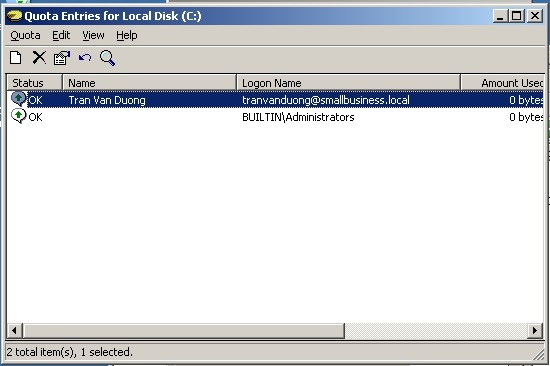 Quota Entries for Local Disk (C:)
Quota Edit View Help
Status Name Logon Name Amount Used
OK Tran Van Duong tranvanduong@smallbusiness.local 0 bytes
OK BUILTIN\Administrators 0 bytes
2 total item(s), 1 selected.